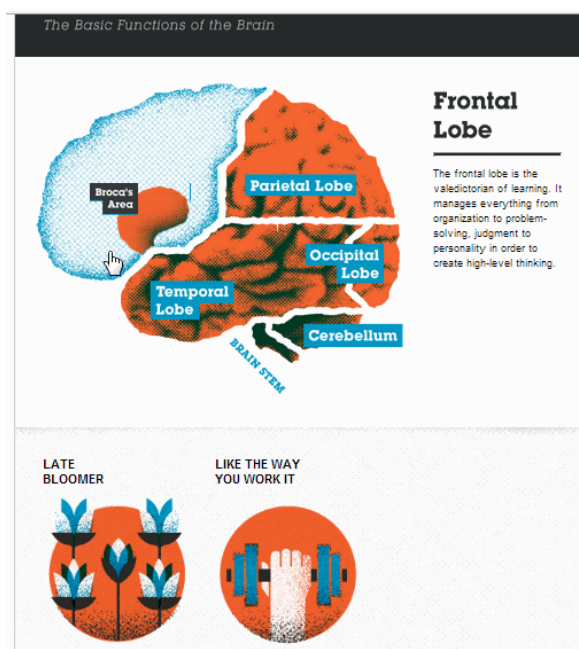 The Basic Functions of the Brain
Frontal
Lobe
The frontal lobe is the
valedictorian of learning. It
manages everything from
organization to problem-
solving, judgment to
personality in order to
create high-level thinking.
Broca's
Area
Parietal Lobe
Occipital
Lobe
Temporal
Lobe
Cerebellum
BRAIN STEM
LATE
BLOOMER
LIKE THE WAY
YOU WORK IT